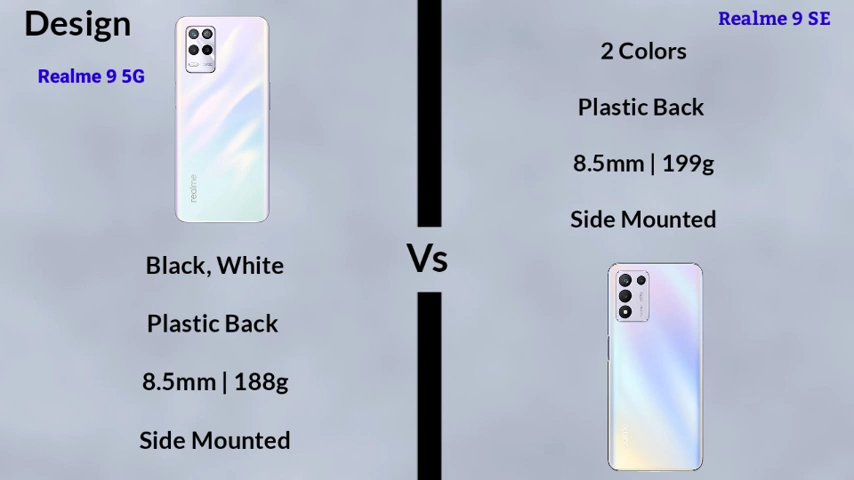 Design
Realme 9 5G
realme
Black, White
Plastic Back
8.5mm | 188g
Side Mounted
Vs
Realme 9 SE
2 Colors
Plastic Back
8.5mm | 199g
Side Mounted